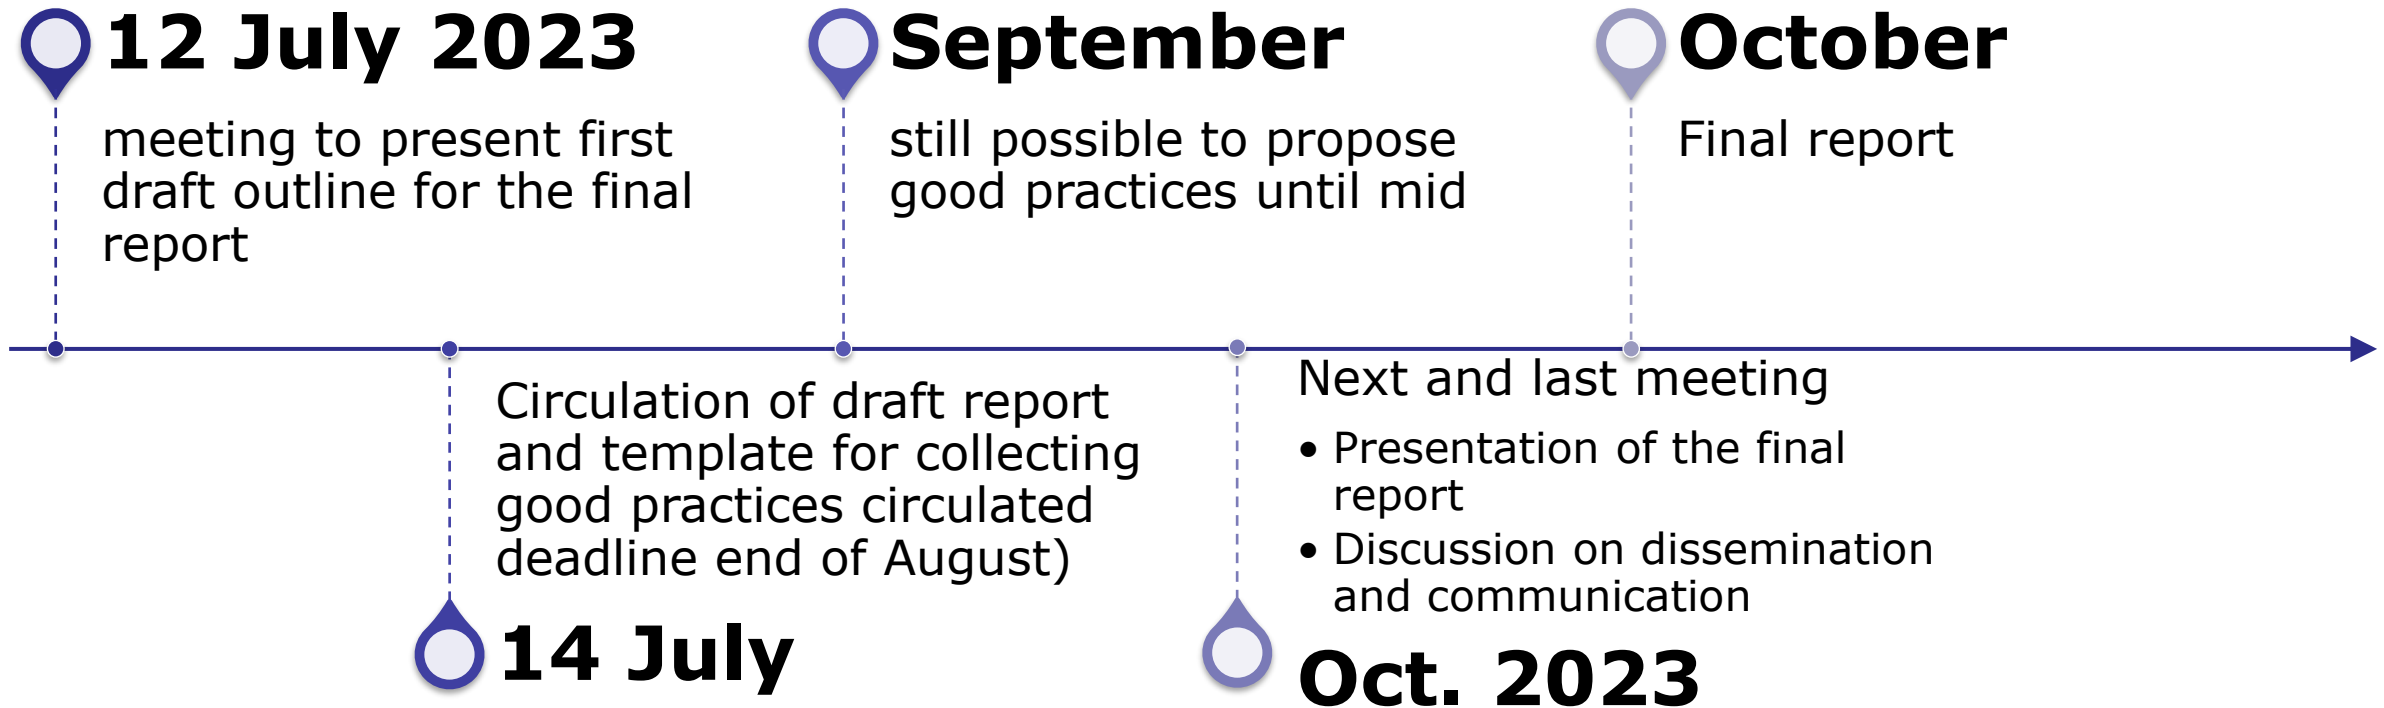 12 July 2023
meeting to present first
draft outline for the final
report
14 July
Circulation of draft report
and template for collecting
good practices circulated
deadline end of August)
September
still possible to propose
good practices until mid
Oct. 2023
Next and last meeting
• Presentation of the final
report
• Discussion on dissemination
and communication
October
Final report